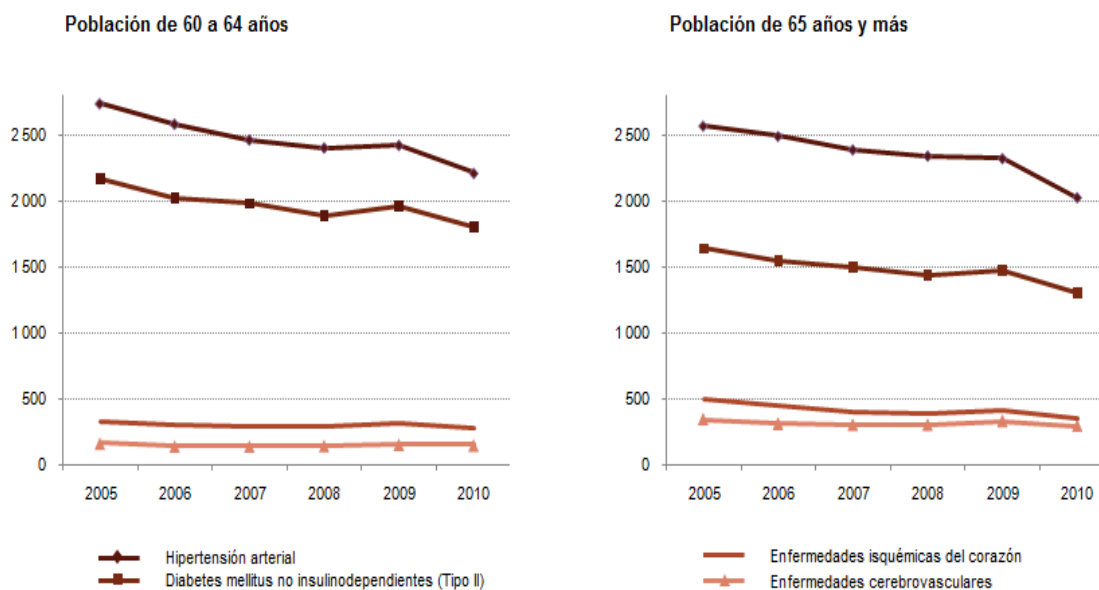 Población de 60 a 64 años
2 500
2 000
1 500
1 000
500
0
2005 2006 2007 2008 2009 2010
Población de 65 años y más
2 500
2 000
1 500
1 000
500
0
2005 2006 2007 2008 2009 2010
Hipertensión arterial
Diabetes mellitus no insulinodependientes (Tipo II)
Enfermedades isquémicas del corazón
Enfermedades cerebrovasculares